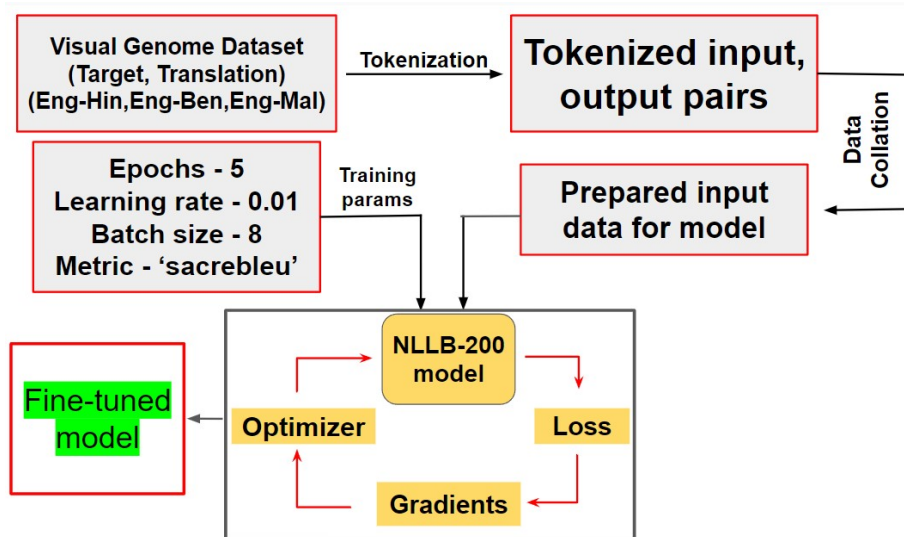 Visual Genome Dataset
(Target, Translation)
(Eng-Hin,Eng-Ben,Eng-Mal)
Tokenization
Tokenized input,
output pairs
Data
Collation
Epochs - 5
Learning rate - 0.01
Batch size - 8
Metric - ‘sacrebleu’
Training
params
Prepared input
data for model
NLLB-200
model
Loss
Gradients
Optimizer
Fine-tuned
model